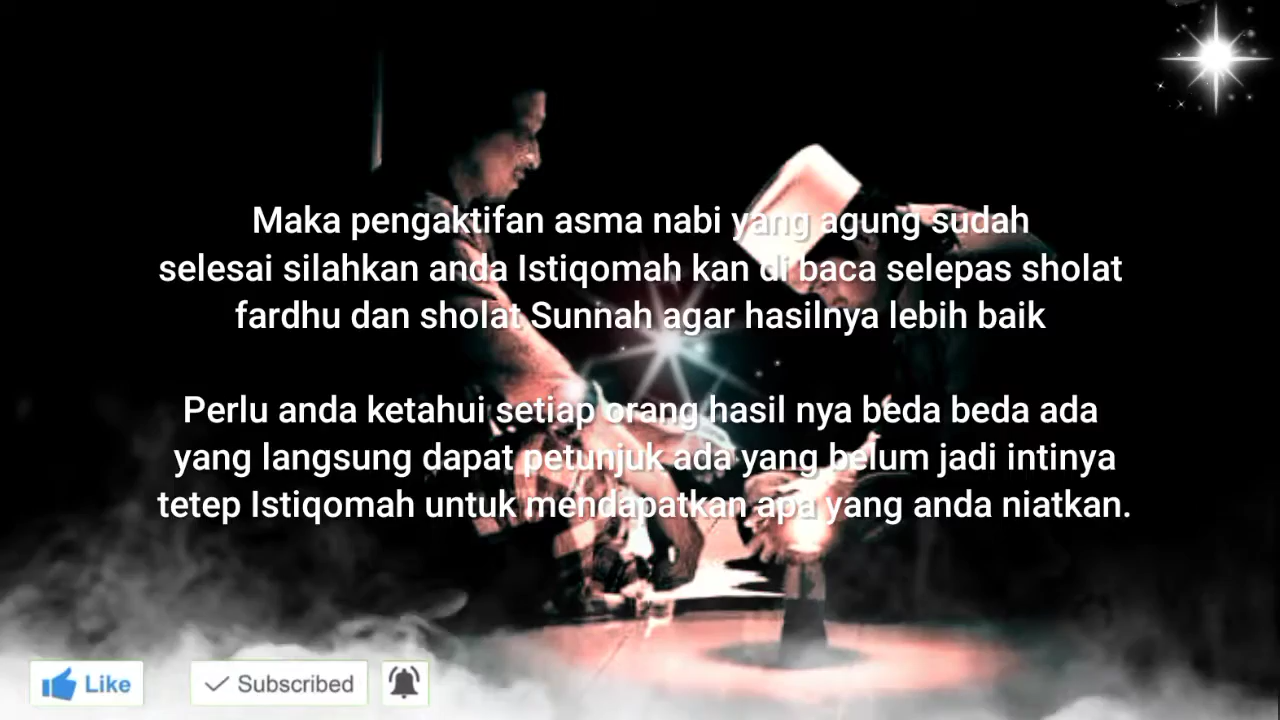 Maka pengaktifan asma nabi yang agung sudah
selesai silahkan anda Istiqomah kan di baca selepas sholat
fardhu dan sholat Sunnah agar hasilnya lebih baik
Perlu anda ketahui setiap orang hasil nya beda beda ada
yang langsung dapat petunjuk ada yang belum jadi intinya
tetep Istiqomah untuk mendapatkan apa yang anda niatkan.
Like
Subscribed